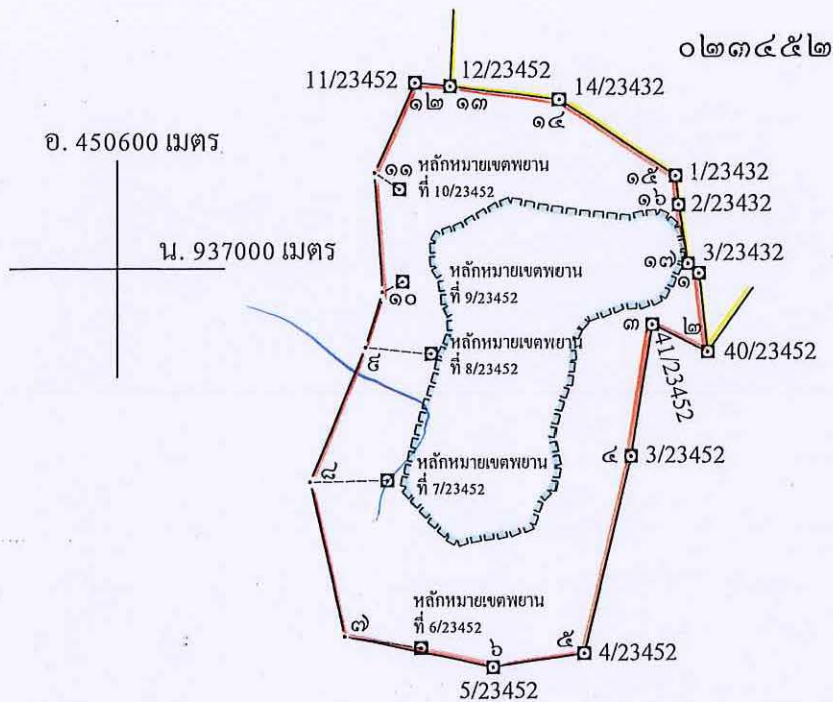 ๐๒๓๔๕๒
12/23452
11/23452
14/23432
๑๒
๑๓
๑๔
อ. 450600 เมตร
๑๑
หลักหมายเขตพยาน
ที่ 10/23452
๑๕
1/23432
๑๖
2/23432
น. 937000 เมตร
๑๗
3/23432
๑
หลักหมายเขตพยาน
ที่ 9/23452
๑๐
๓
๒
๙
หลักหมายเขตพยาน
ที่ 8/23452
40/23452
41/23452
๔
3/23452
๘
หลักหมายเขตพยาน
ที่ 7/23452
หลักหมายเขตพยาน
ที่ 6/23452
๗
๖
๕
4/23452
5/23452